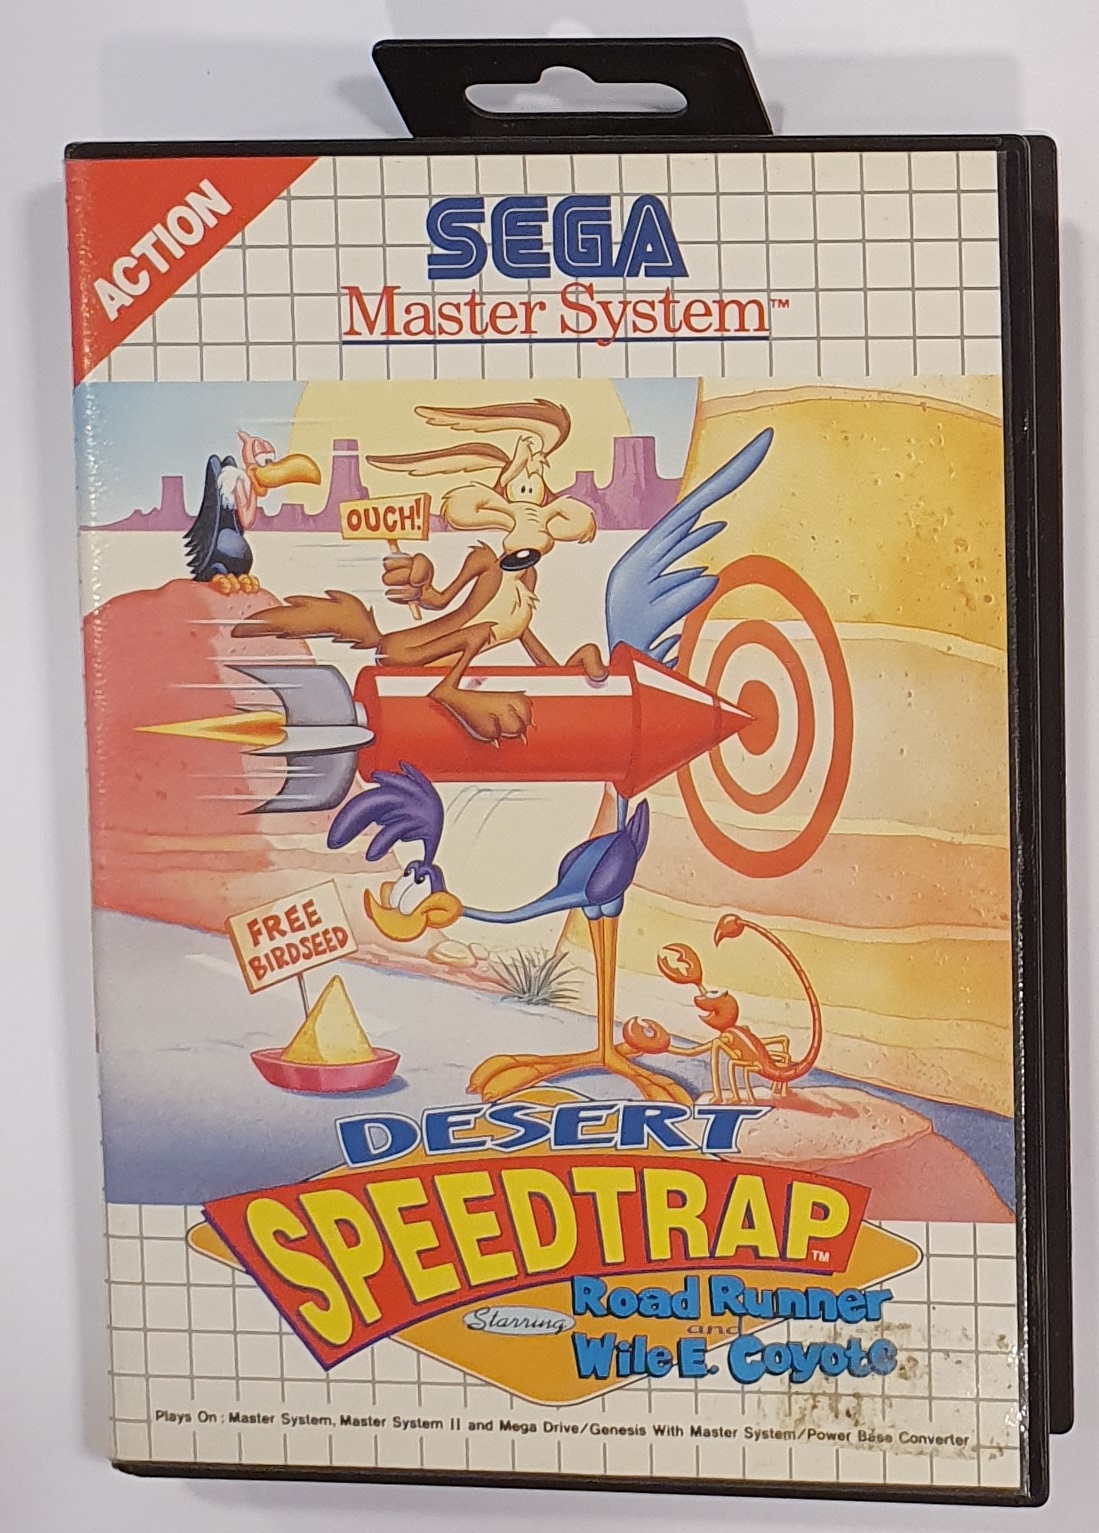 ACTION
SEGA
Master System™
OUCH!
FREE
BIRDSEED
DESERT
SPEEDTRAP™
Starring
Road Runner
and
Wile E. Coyote
Plays On : Master System, Master System II and Mega Drive/Genesis With Master System/Power Base Converter